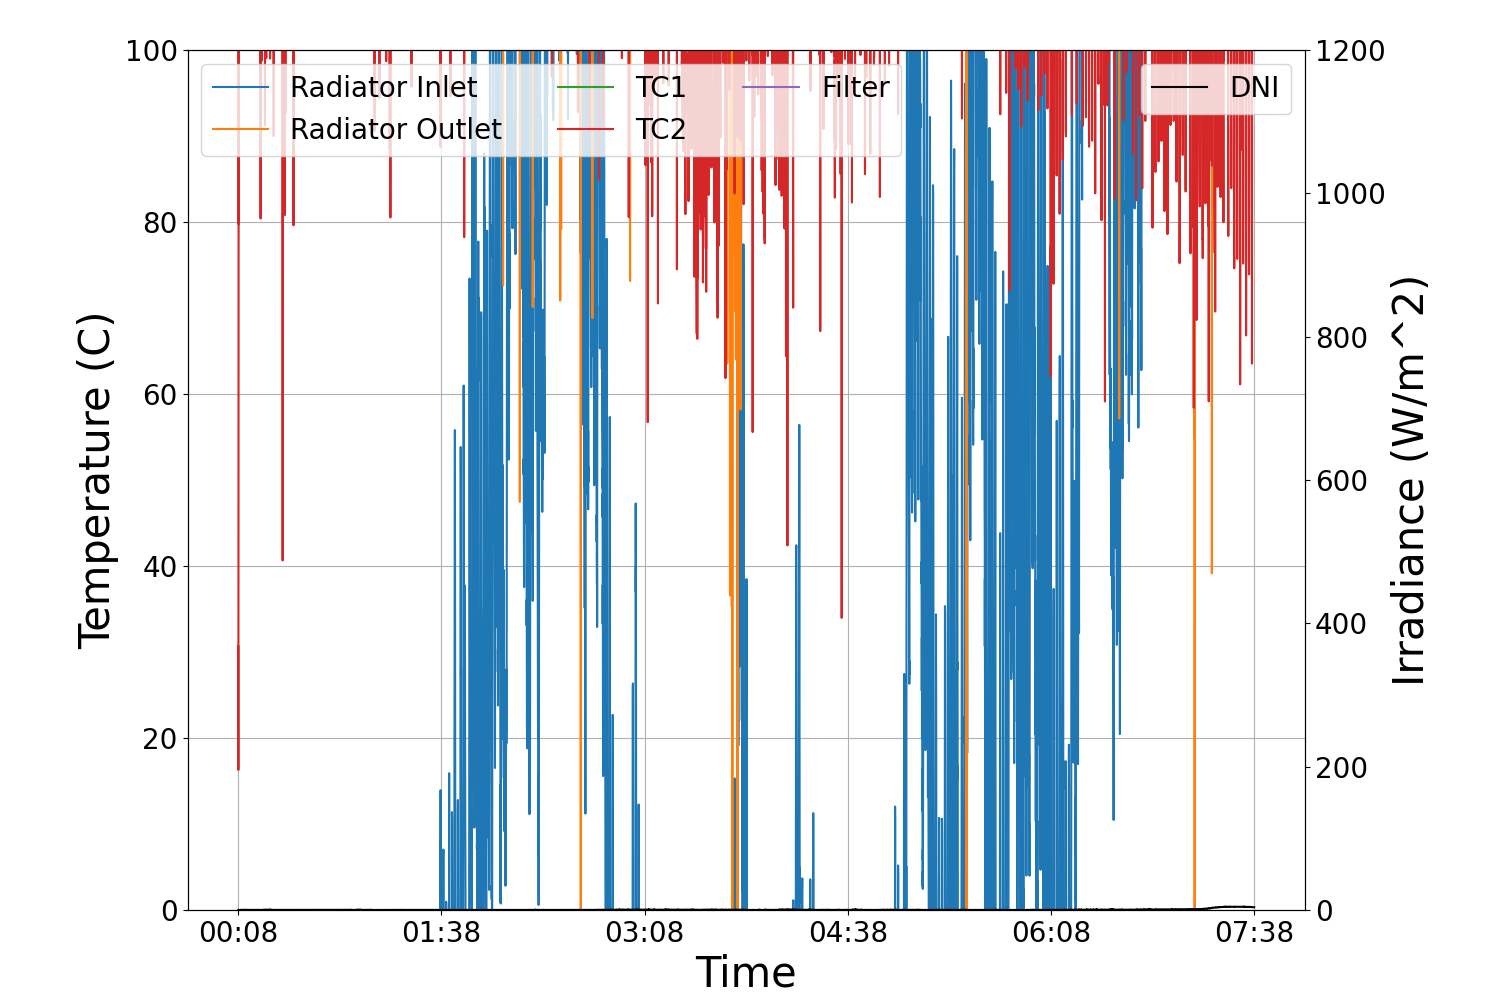 100
80
60
40
20
0
Temperature (C)
Radiator Inlet
Radiator Outlet
TC1
TC2
Filter
DNI
1200
1000
800
600
400
200
0
Irradiance (W/m^2)
00:08 01:38 03:08 04:38 06:08 07:38
Time